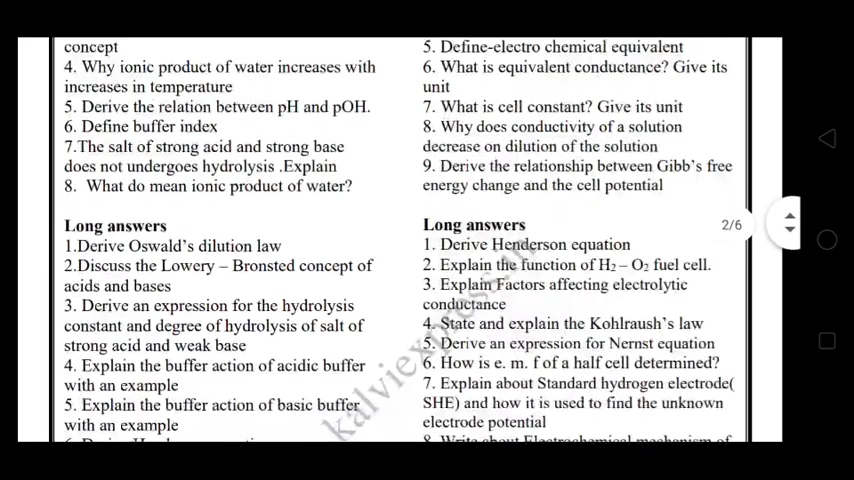 concept
4. Why ionic product of water increases with
increases in temperature
5. Derive the relation between pH and pOH.
6. Define buffer index
7.The salt of strong acid and strong base
does not undergoes hydrolysis .Explain
8. What do mean ionic product of water?
Long answers
1.Derive Oswald’s dilution law
2.Discuss the Lowery – Bronsted concept of
acids and bases
3. Derive an expression for the hydrolysis
constant and degree of hydrolysis of salt of
strong acid and weak base
4. Explain the buffer action of acidic buffer
with an example
5. Explain the buffer action of basic buffer
with an example
5. Define-electro chemical equivalent
6. What is equivalent conductance? Give its
unit
7. What is cell constant? Give its unit
8. Why does conductivity of a solution
decrease on dilution of the solution
9. Derive the relationship between Gibb’s free
energy change and the cell potential
Long answers
1. Derive Henderson equation
2. Explain the function of H2 – O2 fuel cell.
3. Explain Factors affecting electrolytic
conductance
4. State and explain the Kohlraush’s law
5. Derive an expression for Nernst equation
6. How is e. m. f of a half cell determined?
7. Explain about Standard hydrogen electrode(
SHE) and how it is used to find the unknown
electrode potential
8. Write about Electrochemical mechanism of
2/6
kalviexpress.in